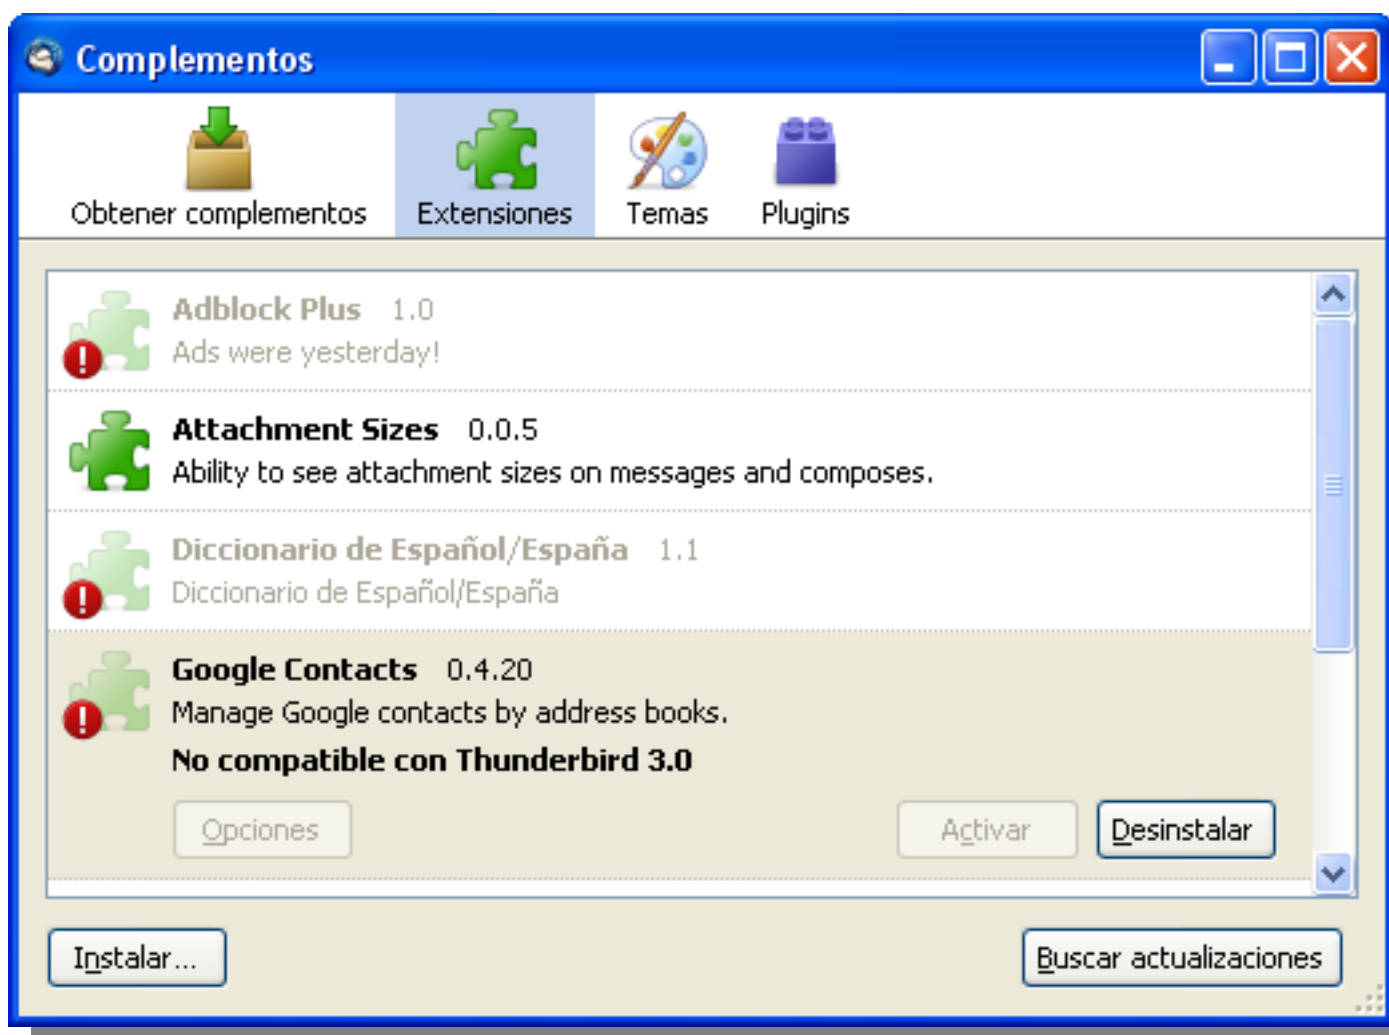 Complementos
Obtener complementos Extensiones Temas Plugins
Adblock Plus 1.0
Ads were yesterday!
Attachment Sizes 0.0.5
Ability to see attachment sizes on messages and composes.
Diccionario de Español/España 1.1
Diccionario de Español/España
Google Contacts 0.4.20
Manage Google contacts by address books.
No compatible con Thunderbird 3.0
Opciones Activar Desinstalar
Instalar... Buscar actualizaciones